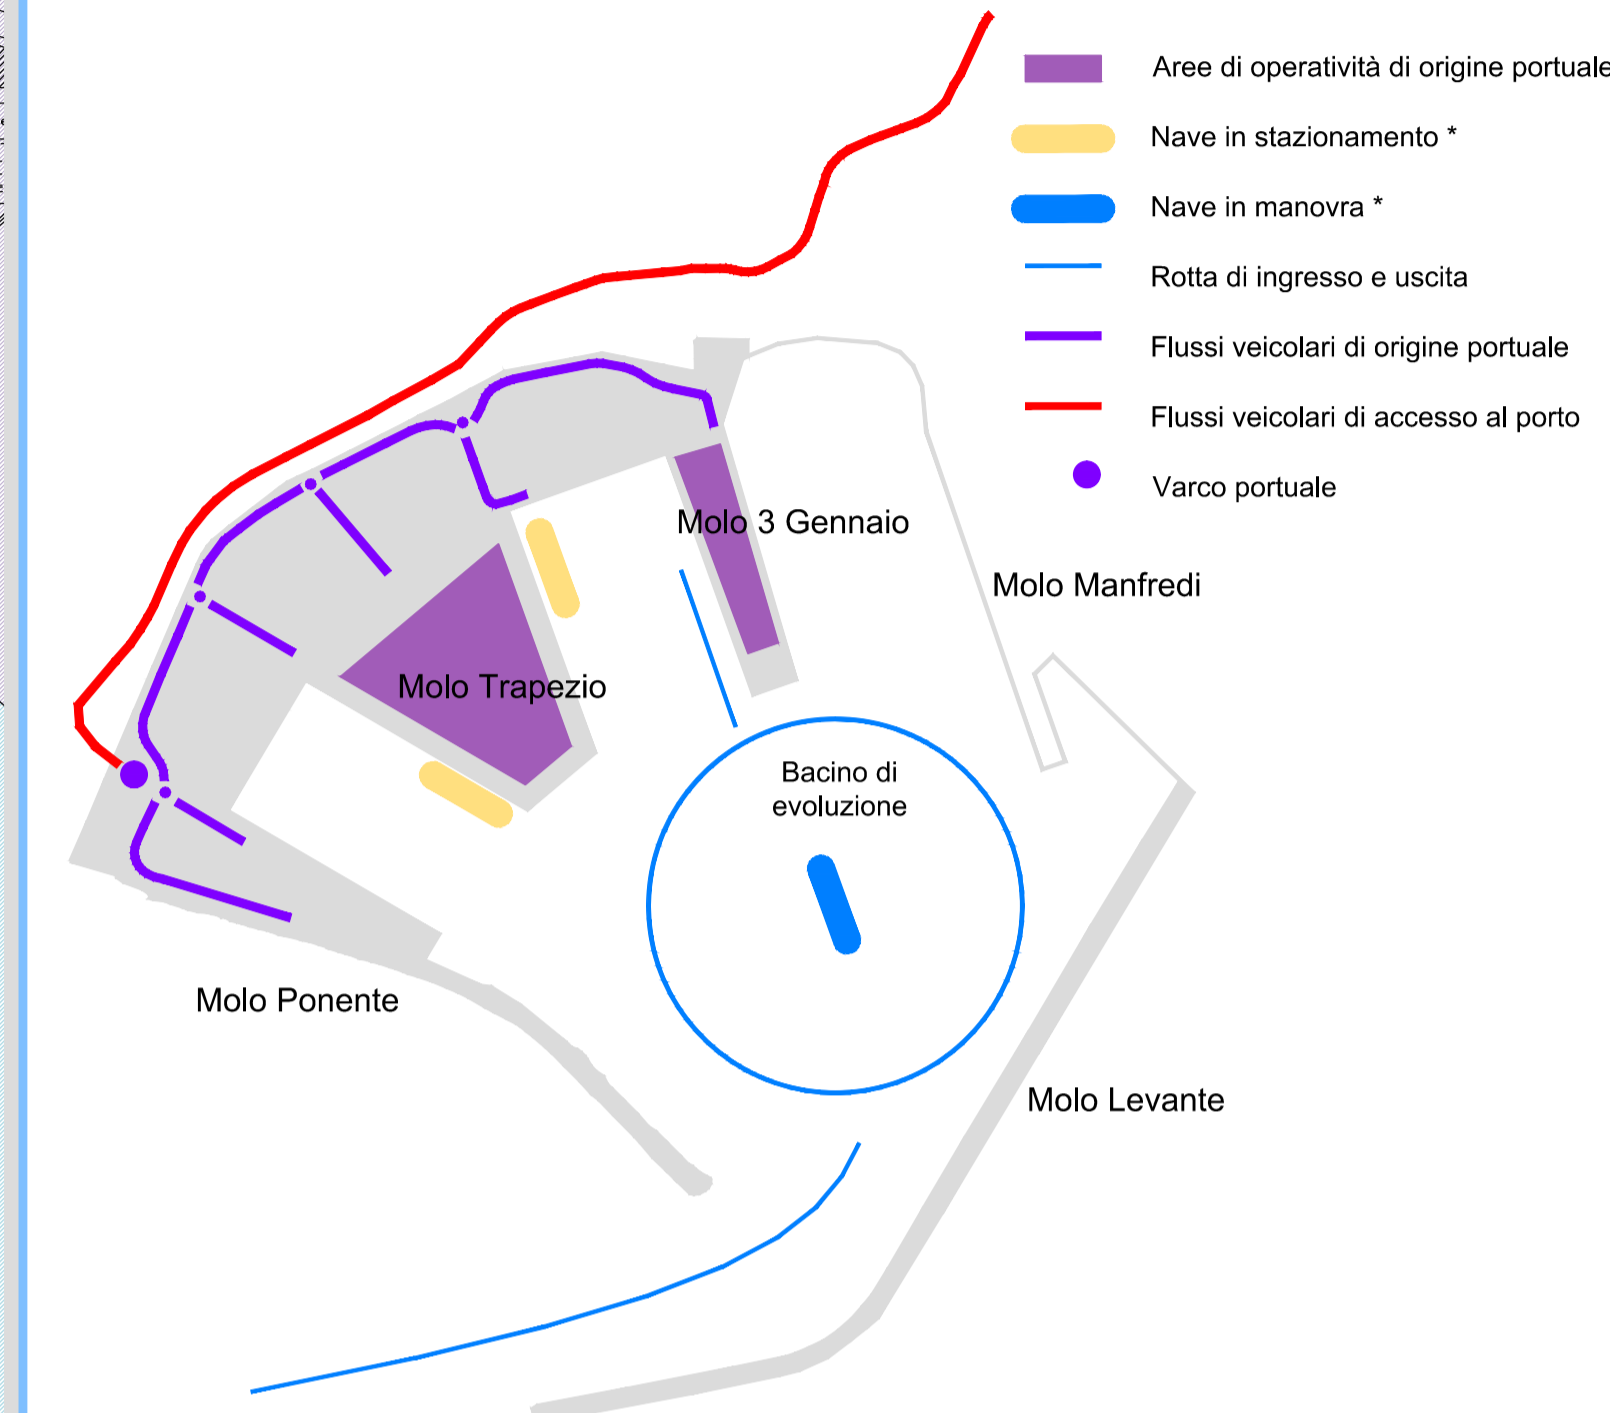 Aree di operatività di origine portuale
Nave in stazionamento *
Nave in manovra *
Rotta di ingresso e uscita
Flussi veicolari di origine portuale
Flussi veicolari di accesso al porto
Varco portuale
Molo 3 Gennaio
Molo Manfredi
Molo Trapezio
Bacino di
evoluzione
Molo Ponente
Molo Levante